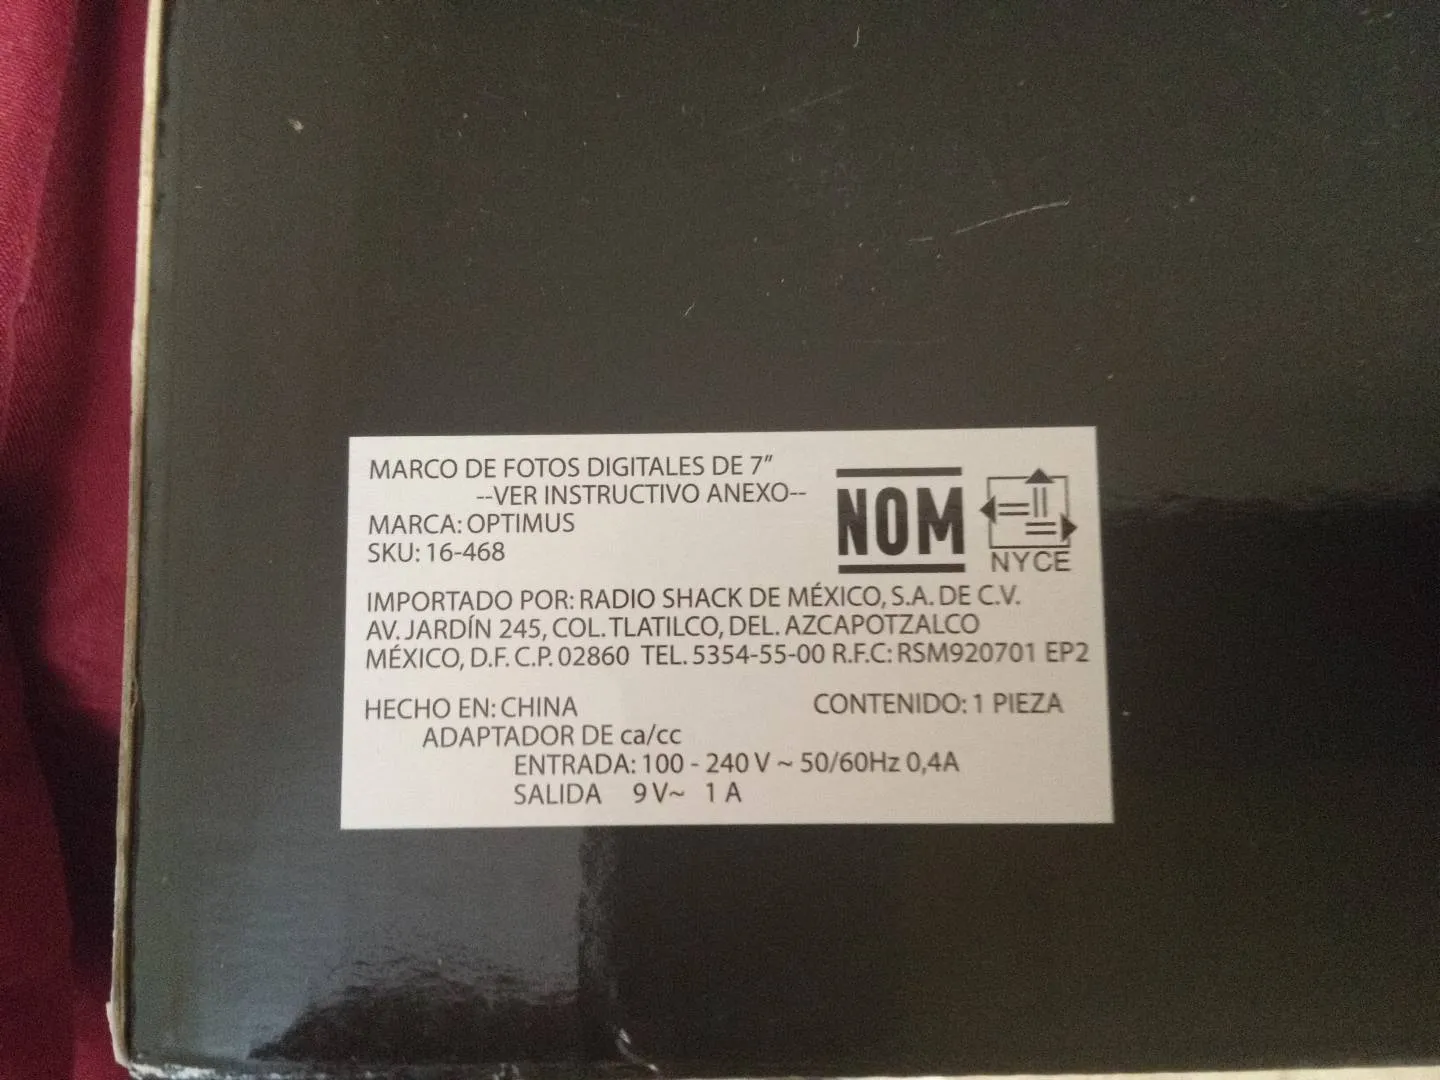 MARCO DE FOTOS DIGITALES DE 7"
--VER INSTRUCTIVO ANEXO--
MARCA: OPTIMUS
SKU: 16-468
NOM
NYCE
IMPORTADO POR: RADIO SHACK DE MÉXICO, S.A. DE C.V.
AV. JARDÍN 245, COL. TLATILCO, DEL. AZCAPOTZALCO
MÉXICO, D.F. C.P. 02860 TEL. 5354-55-00 R.F.C: RSM920701 EP2
HECHO EN: CHINA CONTENIDO: 1 PIEZA
ADAPTADOR DE ca/cc
ENTRADA: 100 - 240 V ~ 50/60Hz 0,4A
SALIDA 9 V~ 1 A